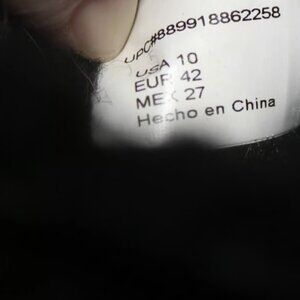 UPC#889918862258
USA 10
EUR 42
MEX 27
Hecho en China